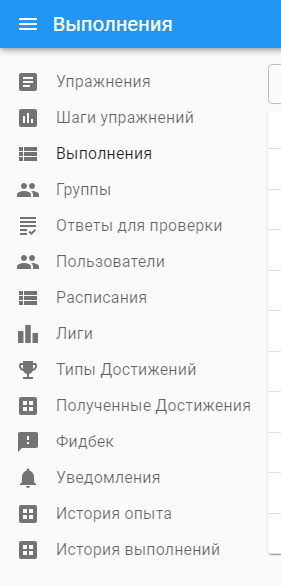 Выполнения
Упражнения
Шаги упражнений
Выполнения
Группы
Ответы для проверки
Пользователи
Расписания
Лиги
Типы Достижений
Полученные Достижения
Фидбек
Уведомления
История опыта
История выполнений